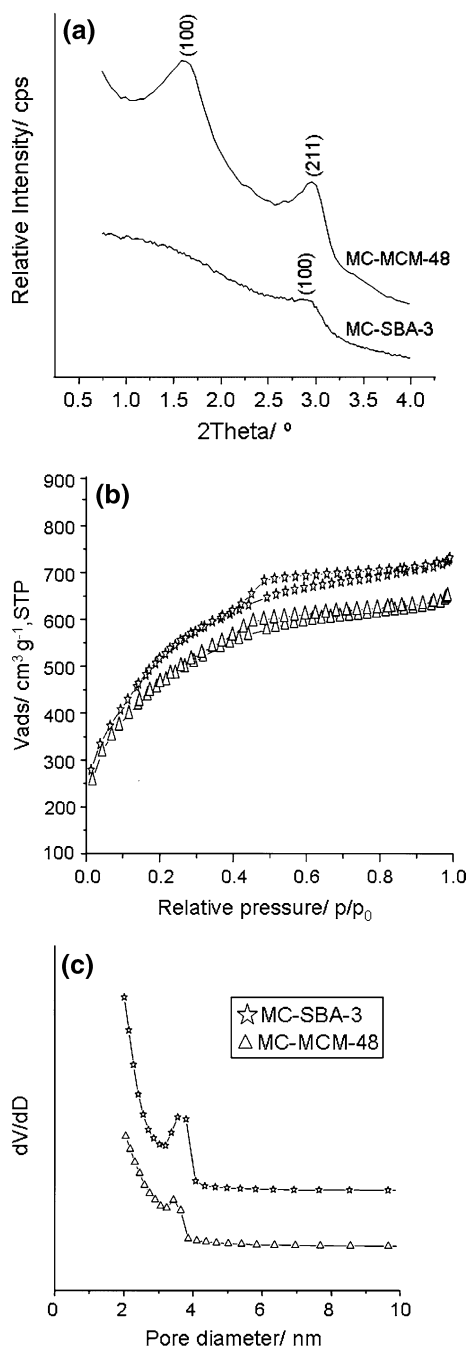 (a)
(100)
(211)
MC-MCM-48
(100)
MC-SBA-3
Relative Intensity/ cps
0.5 1.0 1.5 2.0 2.5 3.0 3.5 4.0
2Theta/ º
(b)
900
800
700
600
500
400
300
200
100
Vads/ cm³ g⁻¹, STP
0.0 0.2 0.4 0.6 0.8 1.0
Relative pressure/ p/p₀
(c)
MC-SBA-3
MC-MCM-48
dV/dD
0 2 4 6 8 10
Pore diameter/ nm